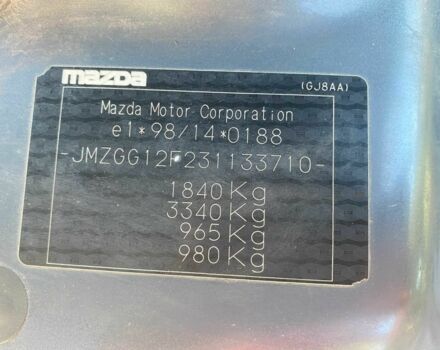 mazda
(GJ8AA)
Mazda Motor Corporation
e1*98/14*0188
-JMZGG12F231133710-
1840Kg
3340Kg
965Kg
980Kg